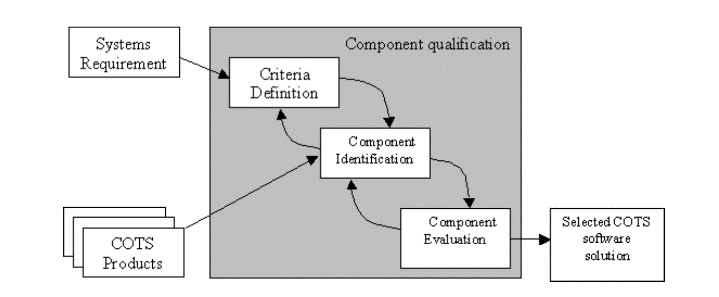 Systems
Requirement
Component qualification
Criteria
Definition
Component
Identification
COTS
Products
Component
Evaluation
Selected COTS
software
solution